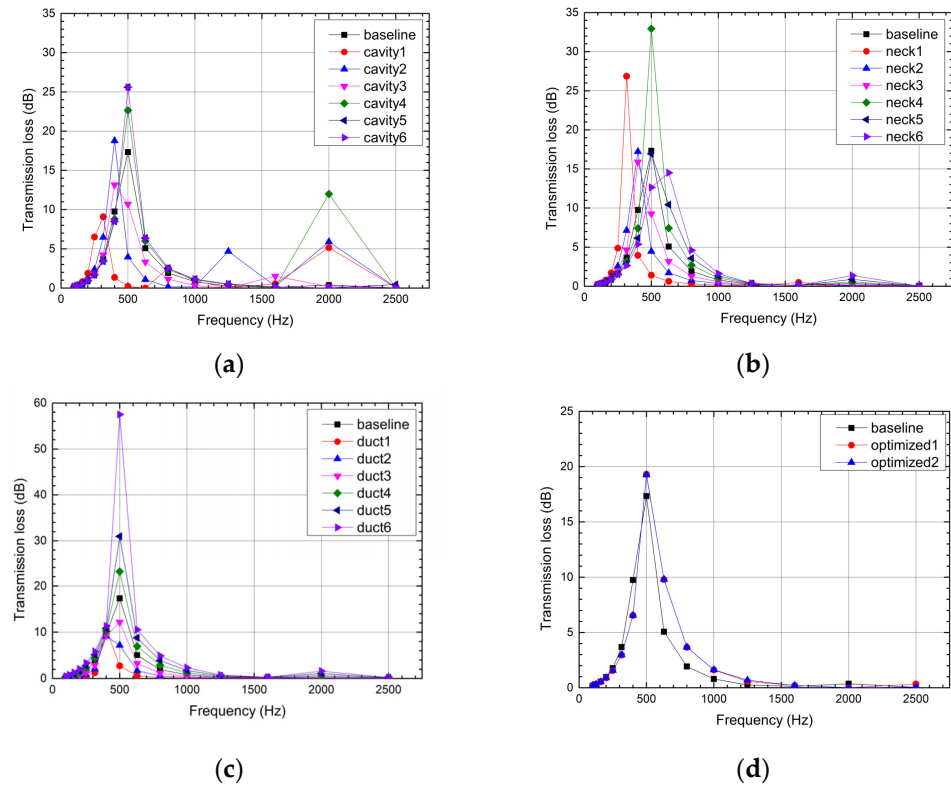 35
30
25
20
15
10
5
0
Transmission loss (dB)
baseline
cavity1
cavity2
cavity3
cavity4
cavity5
cavity6
0 500 1000 1500 2000 2500
Frequency (Hz)
(a)
35
30
25
20
15
10
5
0
Transmission loss (dB)
baseline
neck1
neck2
neck3
neck4
neck5
neck6
0 500 1000 1500 2000 2500
Frequency (Hz)
(b)
60
50
40
30
20
10
0
Transmission loss (dB)
baseline
duct1
duct2
duct3
duct4
duct5
duct6
0 500 1000 1500 2000 2500
Frequency (Hz)
(c)
25
20
15
10
5
0
Transmission loss (dB)
baseline
optimized1
optimized2
0 500 1000 1500 2000 2500
Frequency (Hz)
(d)